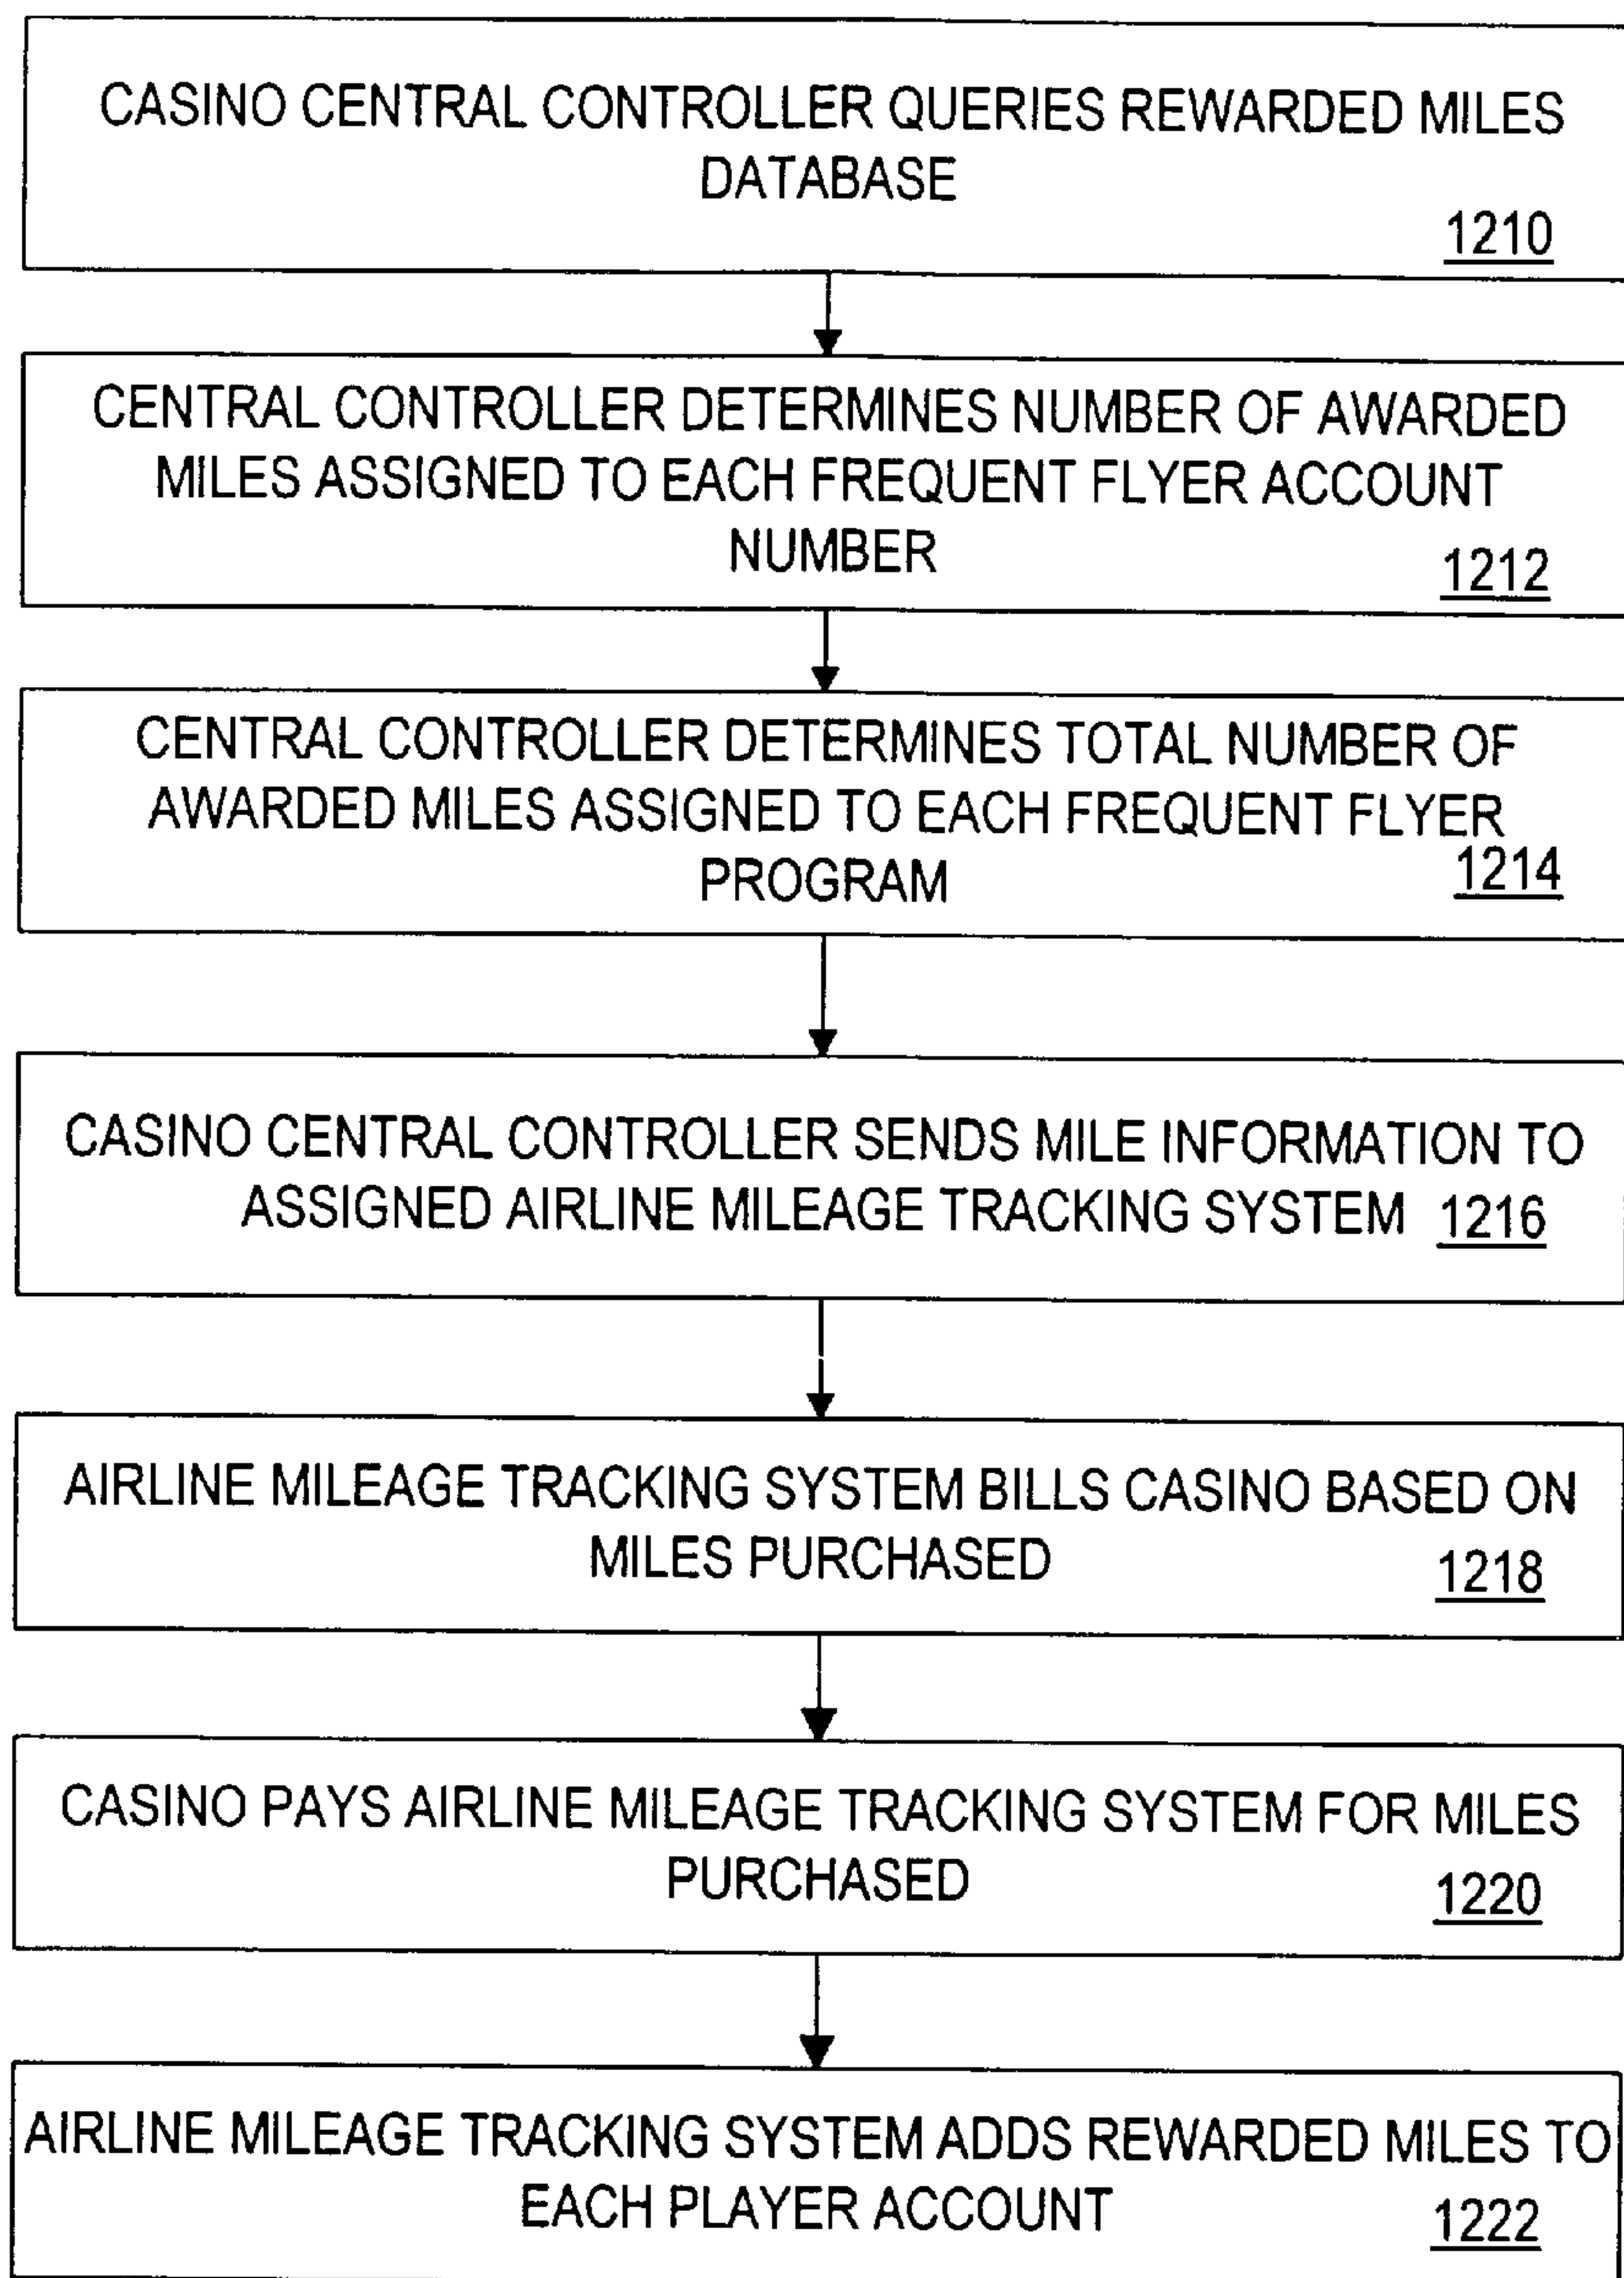 CASINO CENTRAL CONTROLLER QUERIES REWARDED MILES
DATABASE
1210
CENTRAL CONTROLLER DETERMINES NUMBER OF AWARDED
MILES ASSIGNED TO EACH FREQUENT FLYER ACCOUNT
NUMBER
1212
CENTRAL CONTROLLER DETERMINES TOTAL NUMBER OF
AWARDED MILES ASSIGNED TO EACH FREQUENT FLYER
PROGRAM
1214
CASINO CENTRAL CONTROLLER SENDS MILE INFORMATION TO
ASSIGNED AIRLINE MILEAGE TRACKING SYSTEM 1216
AIRLINE MILEAGE TRACKING SYSTEM BILLS CASINO BASED ON
MILES PURCHASED
1218
CASINO PAYS AIRLINE MILEAGE TRACKING SYSTEM FOR MILES
PURCHASED
1220
AIRLINE MILEAGE TRACKING SYSTEM ADDS REWARDED MILES TO
EACH PLAYER ACCOUNT
1222